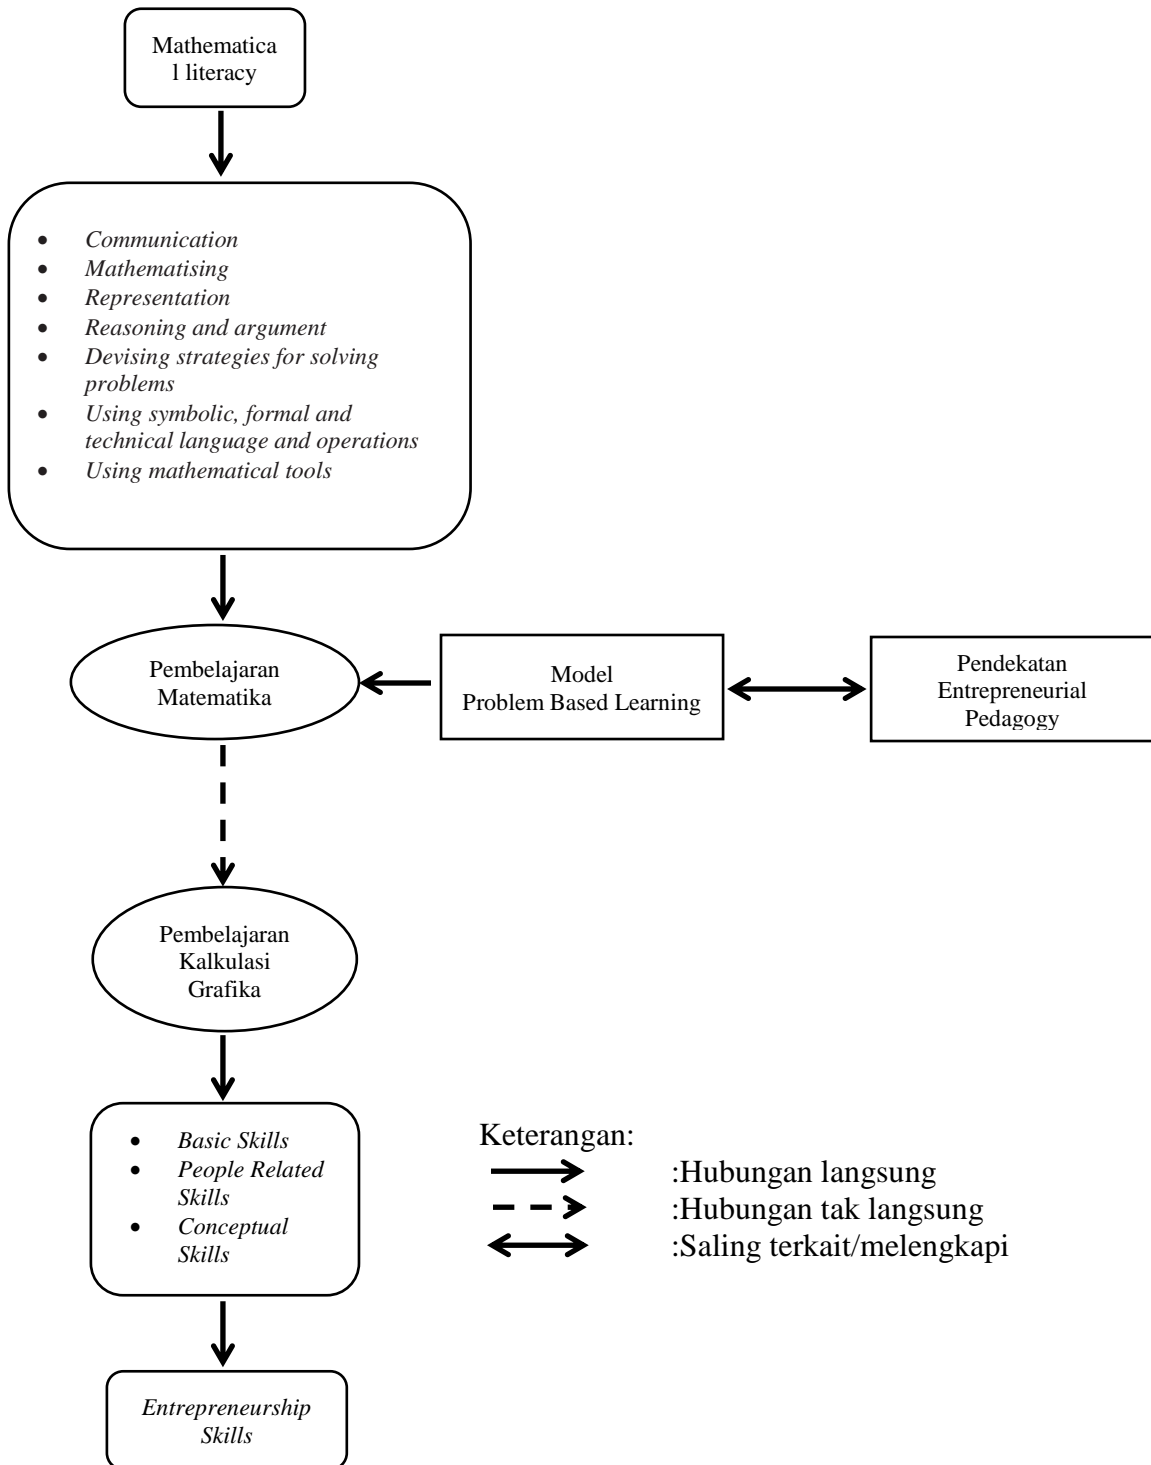 Mathematica
l literacy
• Communication
• Mathematising
• Representation
• Reasoning and argument
• Devising strategies for solving
problems
• Using symbolic, formal and
technical language and operations
• Using mathematical tools
Pembelajaran
Matematika
Model
Problem Based Learning
Pendekatan
Entrepreneurial
Pedagogy
Pembelajaran
Kalkulasi
Grafika
• Basic Skills
• People Related
Skills
• Conceptual
Skills
Keterangan:
:Hubungan langsung
:Hubungan tak langsung
:Saling terkait/melengkapi
Entrepreneurship
Skills